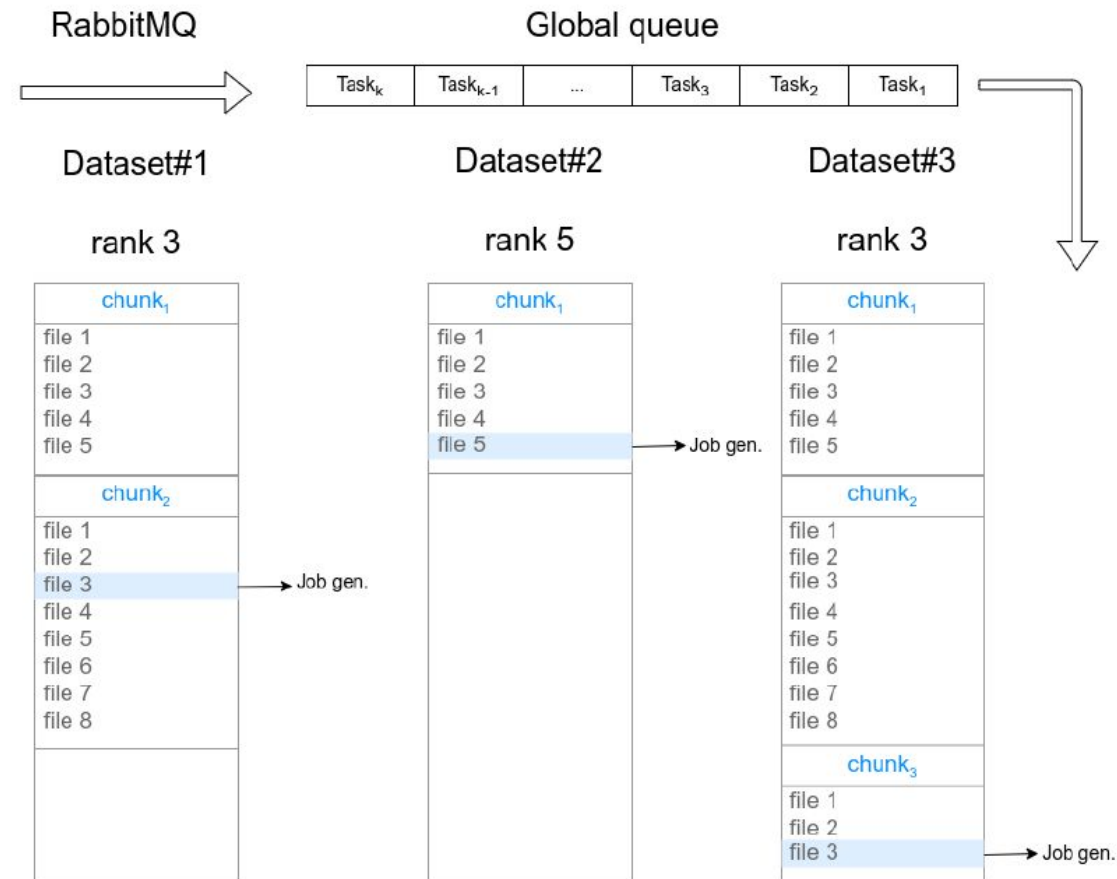 RabbitMQ
Global queue
Taskₖ Taskₖ₋₁ ... Task₃ Task₂ Task₁
Dataset#1
rank 3
chunk₁
file 1
file 2
file 3
file 4
file 5
chunk₂
file 1
file 2
file 3
Job gen.
file 4
file 5
file 6
file 7
file 8
Dataset#2
rank 5
chunk₁
file 1
file 2
file 3
file 4
file 5
Job gen.
Dataset#3
rank 3
chunk₁
file 1
file 2
file 3
file 4
file 5
chunk₂
file 1
file 2
file 3
file 4
file 5
file 6
file 7
file 8
chunk₃
file 1
file 2
file 3
Job gen.